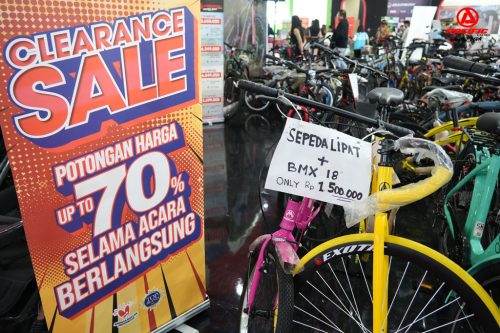 CLEARANCE
SALE
POTONGAN HARGA
UP TO 70%
SELAMA ACARA
BERLANGSUNG
SEPEDA LIPAT
+
BMX 18
ONLY Rp 1.500.000
EXOTIC
PACIFIC